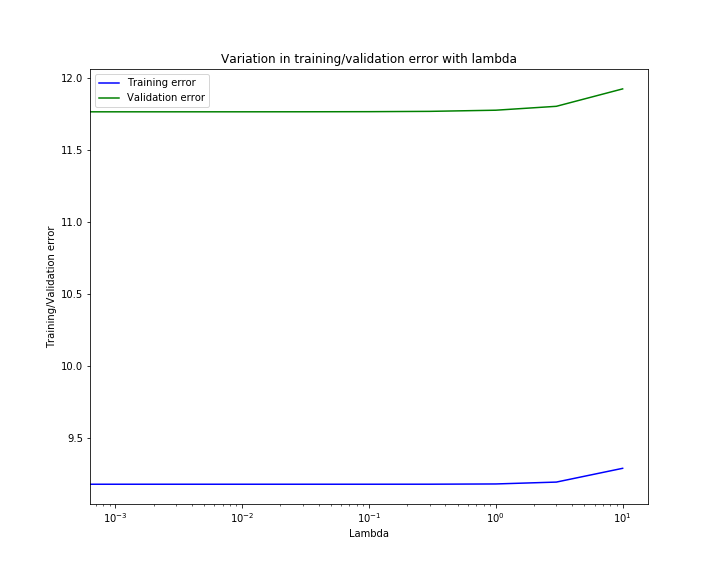 Variation in training/validation error with lambda
Training error
Validation error
12.0
11.5
11.0
10.5
10.0
9.5
Training/Validation error
10⁻³
10⁻²
10⁻¹
10⁰
10¹
Lambda